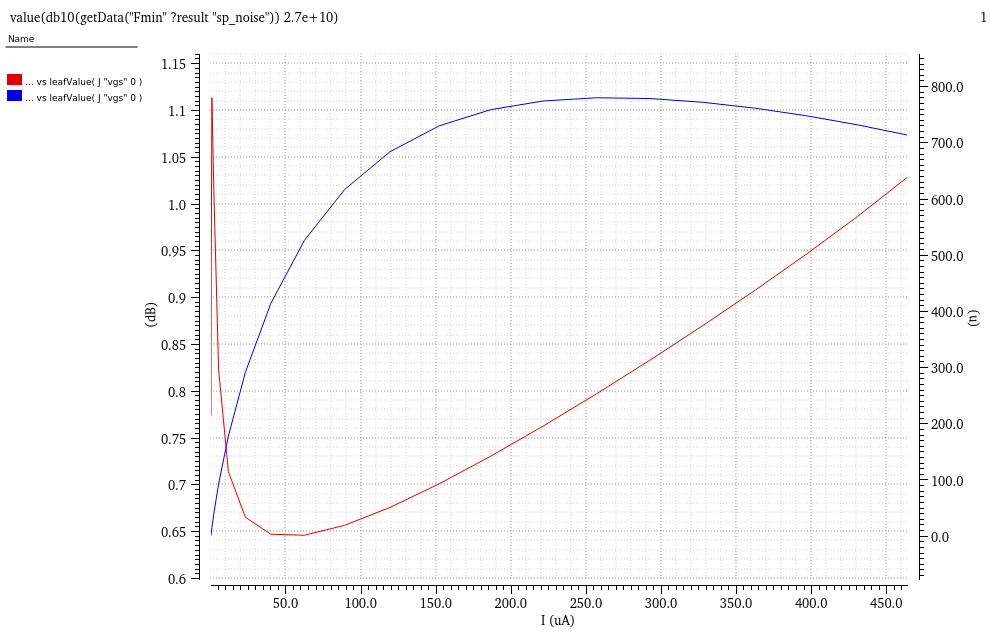 value(db10(getData("Fmin" ?result "sp_noise")) 2.7e+10)
1
Name
... vs leafValue( J "vgs" 0 )
... vs leafValue( J "vgs" 0 )
1.15
1.1
1.05
1.0
0.95
0.9
0.85
0.8
0.75
0.7
0.65
0.6
(dB)
800.0
700.0
600.0
500.0
400.0
300.0
200.0
100.0
0.0
(n)
50.0 100.0 150.0 200.0 250.0 300.0 350.0 400.0 450.0
I (uA)